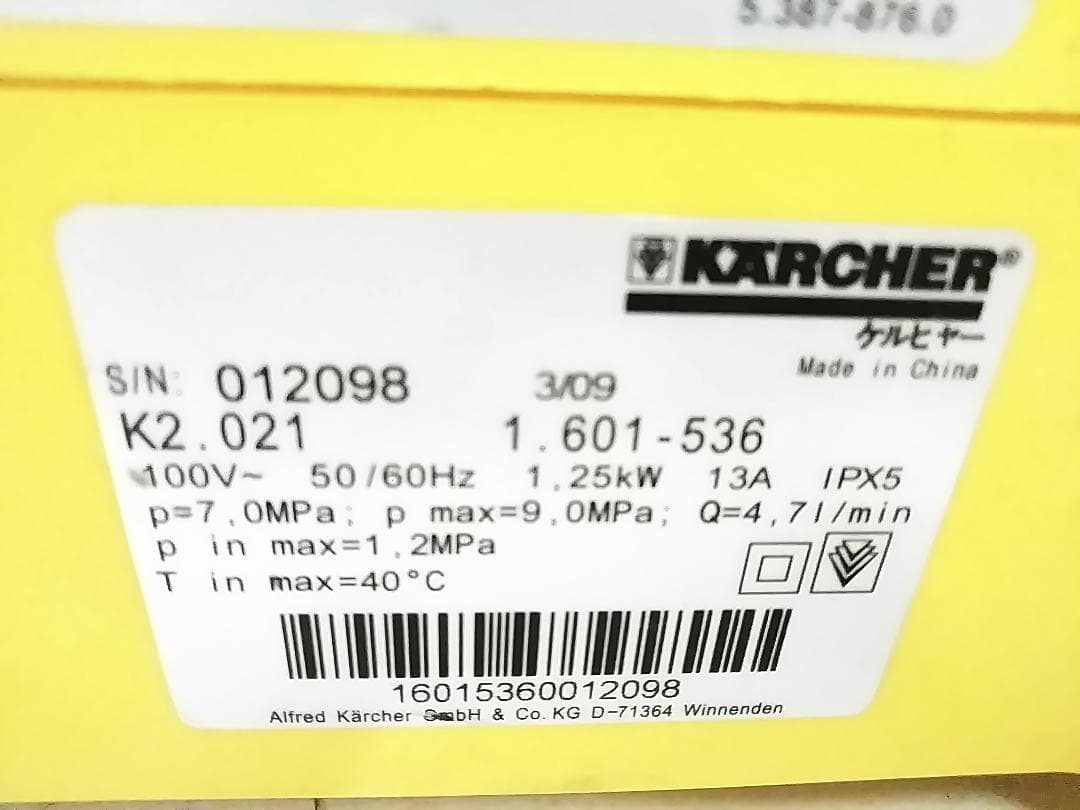 5.387-876.0
KÄRCHER®
ケルヒャー
Made in China
S/N: 012098 3/09
K2.021 1.601-536
100V~ 50/60Hz 1,25kW 13A IPX5
p=7,0MPa; p max=9,0MPa; Q=4,7l/min
p in max=1,2MPa
T in max=40°C
16015360012098
Alfred Kärcher GmbH & Co. KG D-71364 Winnenden